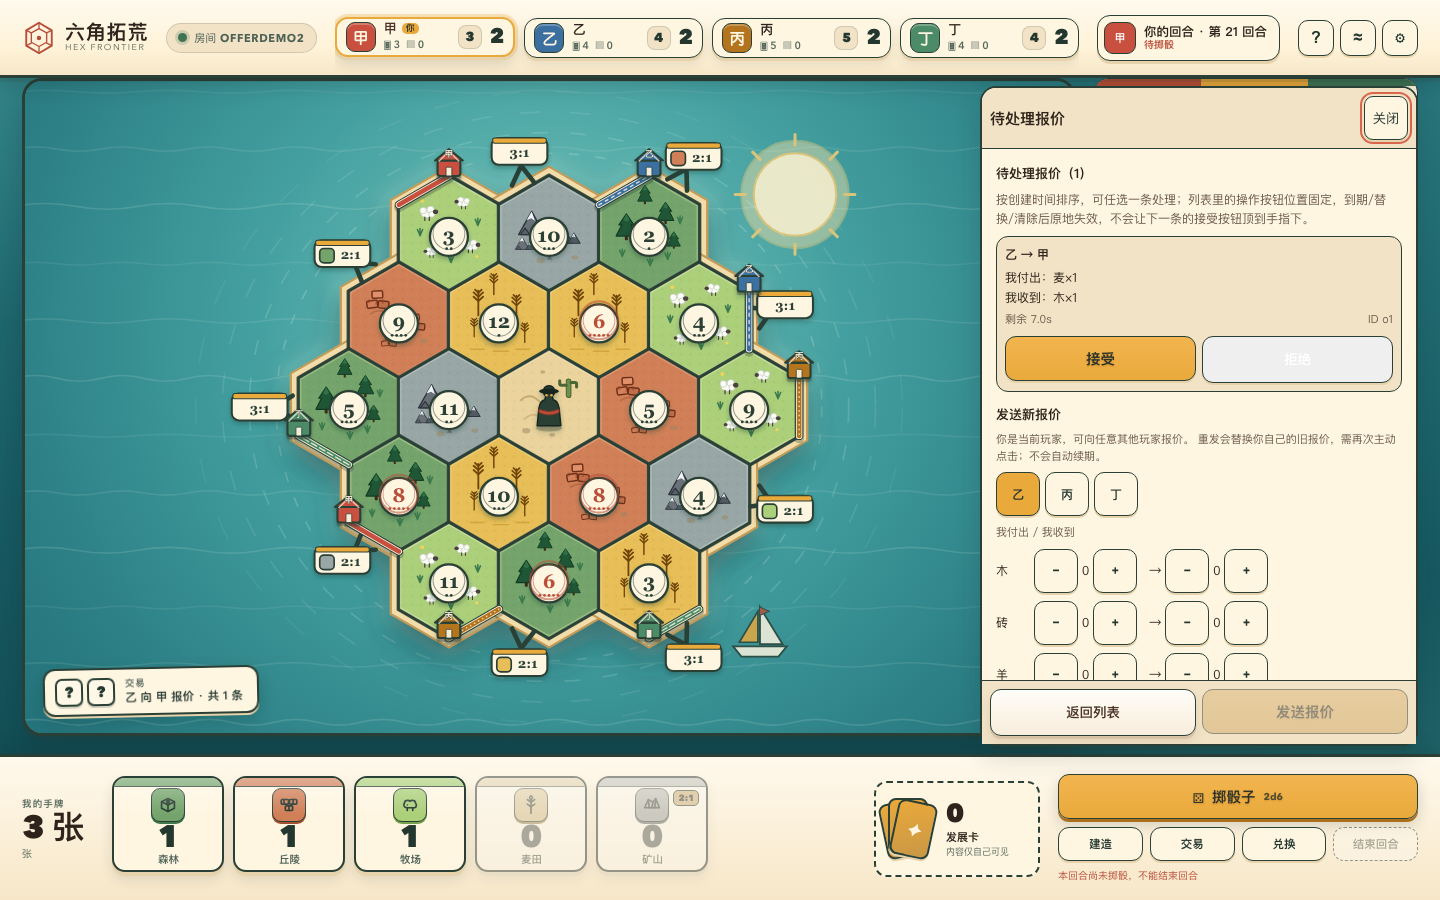 六角拓荒
HEX FRONTIER
房间 OFFERDEMO2
甲 甲 你 3 0 3 2
乙 乙 4 0 4 2
丙 丙 5 0 5 2
丁 丁 4 0 4 2
甲 你的回合 · 第 21 回合
待掷骰
? ≈
3:1
2:1
甲
乙
3
10
2
2:1
乙
3:1
9
12
6
4
丙
3:1
5
11
5
9
8
10
8
4
甲
2:1
2:1
11
6
3
丙
2:1
3:1
? ?
交易
乙 向 甲 报价 · 共 1 条
待处理报价
关闭
待处理报价（1）
按创建时间排序，可任选一条处理；列表里的操作按钮位置固定，到期/替
换/清除后原地失效，不会让下一条的接受按钮顶到手指下。
乙 → 甲
我付出：麦x1
我收到：木x1
剩余 7.0s
ID o1
接受
拒绝
发送新报价
你是当前玩家，可向任意其他玩家报价。 重发会替换你自己的旧报价，需再次主动
点击；不会自动续期。
乙 丙 丁
我付出 / 我收到
木 − 0 + → − 0 +
砖 − 0 + → − 0 +
羊 − 0 + → − 0 +
返回列表
发送报价
我的手牌
3 张
张
1
森林
1
丘陵
1
牧场
0
麦田
2:1
0
矿山
0
发展卡
内容仅自己可见
掷骰子 2d6
建造
交易
兑换
结束回合
本回合尚未掷骰，不能结束回合